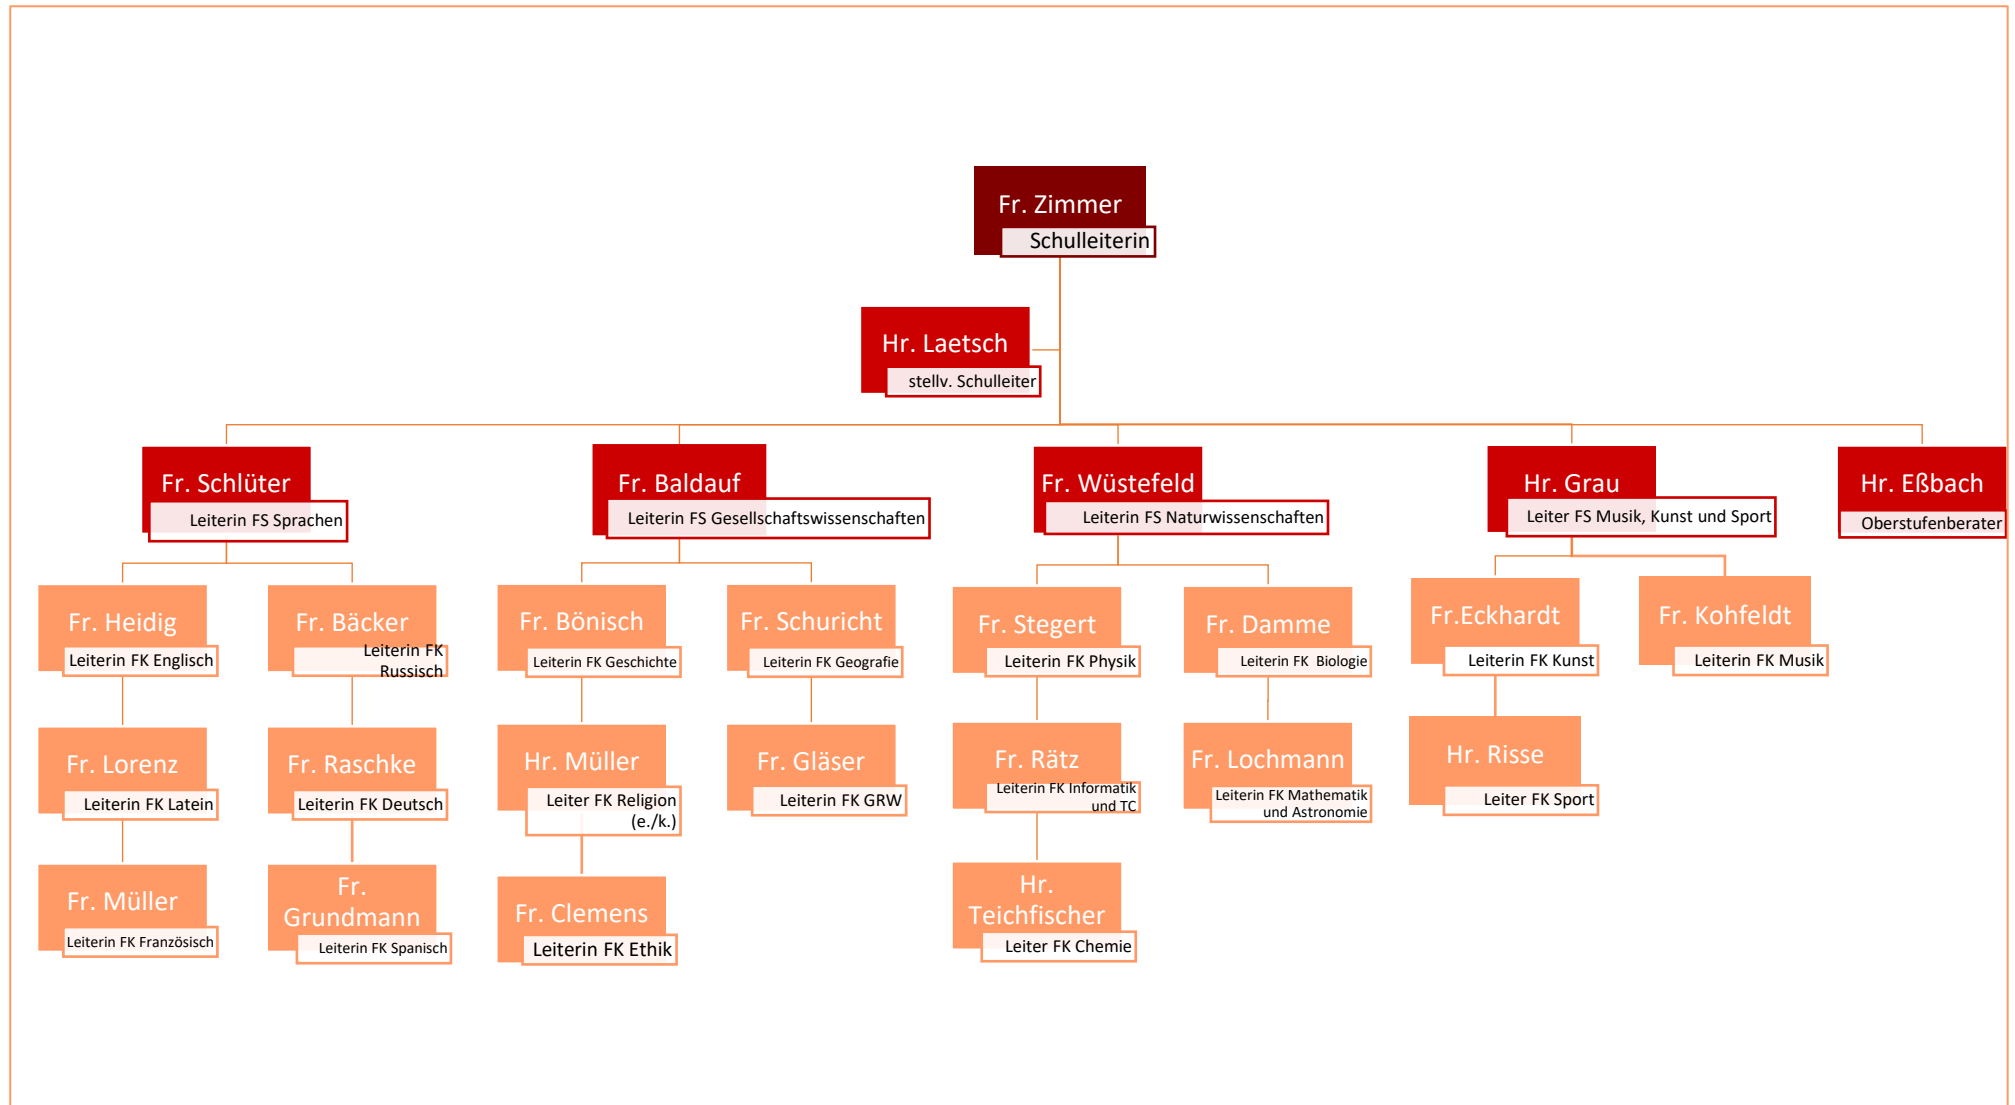 Fr. Zimmer
Schulleiterin
Hr. Laetsch
stellv. Schulleiter
Fr. Schlüter
Leiterin FS Sprachen
Fr. Baldauf
Leiterin FS Gesellschaftswissenschaften
Fr. Wüstefeld
Leiterin FS Naturwissenschaften
Hr. Grau
Leiter FS Musik, Kunst und Sport
Hr. Eßbach
Oberstufenberater
Fr. Heidig
Leiterin FK Englisch
Fr. Bäcker
Leiterin FK
Russisch
Fr. Bönisch
Leiterin FK Geschichte
Fr. Schuricht
Leiterin FK Geografie
Fr. Stegert
Leiterin FK Physik
Fr. Damme
Leiterin FK Biologie
Fr.Eckhardt
Leiterin FK Kunst
Fr. Kohfeldt
Leiterin FK Musik
Fr. Lorenz
Leiterin FK Latein
Fr. Raschke
Leiterin FK Deutsch
Hr. Müller
Leiter FK Religion
(e./k.)
Fr. Gläser
Leiterin FK GRW
Fr. Rätz
Leiterin FK Informatik
und TC
Fr. Lochmann
Leiterin FK Mathematik
und Astronomie
Hr. Risse
Leiter FK Sport
Fr. Müller
Leiterin FK Französisch
Fr.
Grundmann
Leiterin FK Spanisch
Fr. Clemens
Leiterin FK Ethik
Hr.
Teichfischer
Leiter FK Chemie